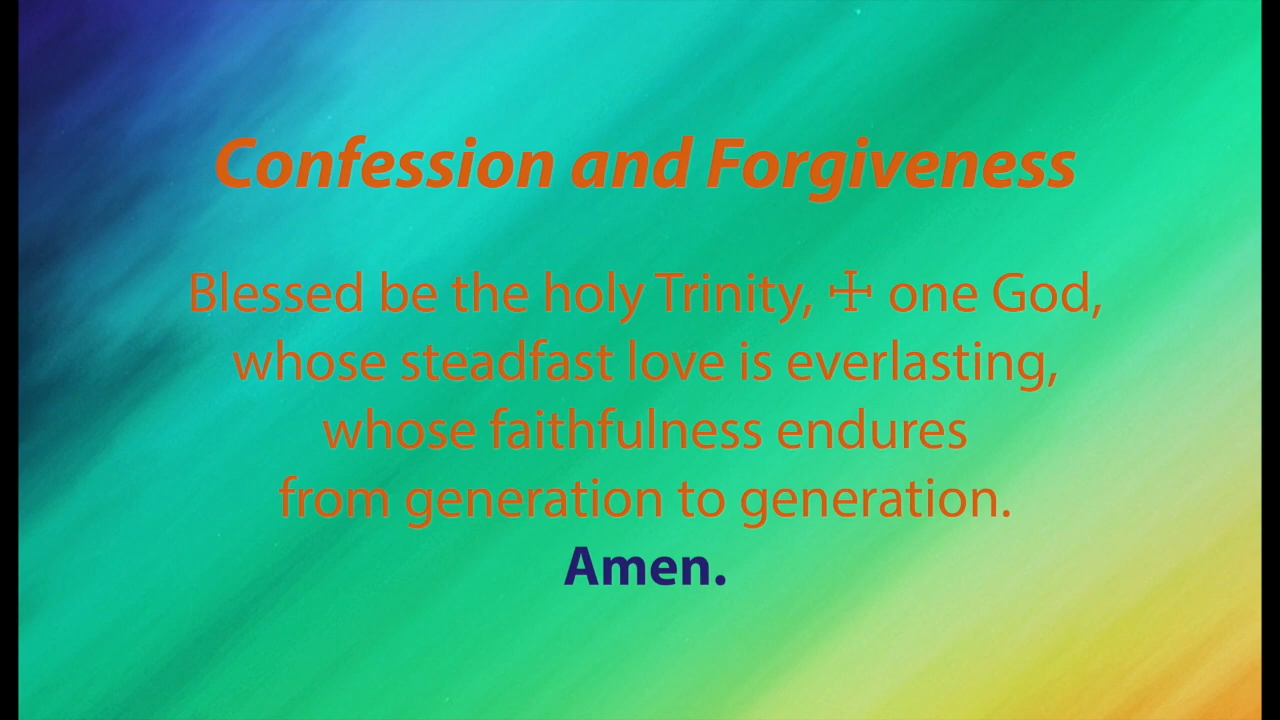 Confession and Forgiveness
Blessed be the holy Trinity, ☩ one God,
whose steadfast love is everlasting,
whose faithfulness endures
from generation to generation.
Amen.